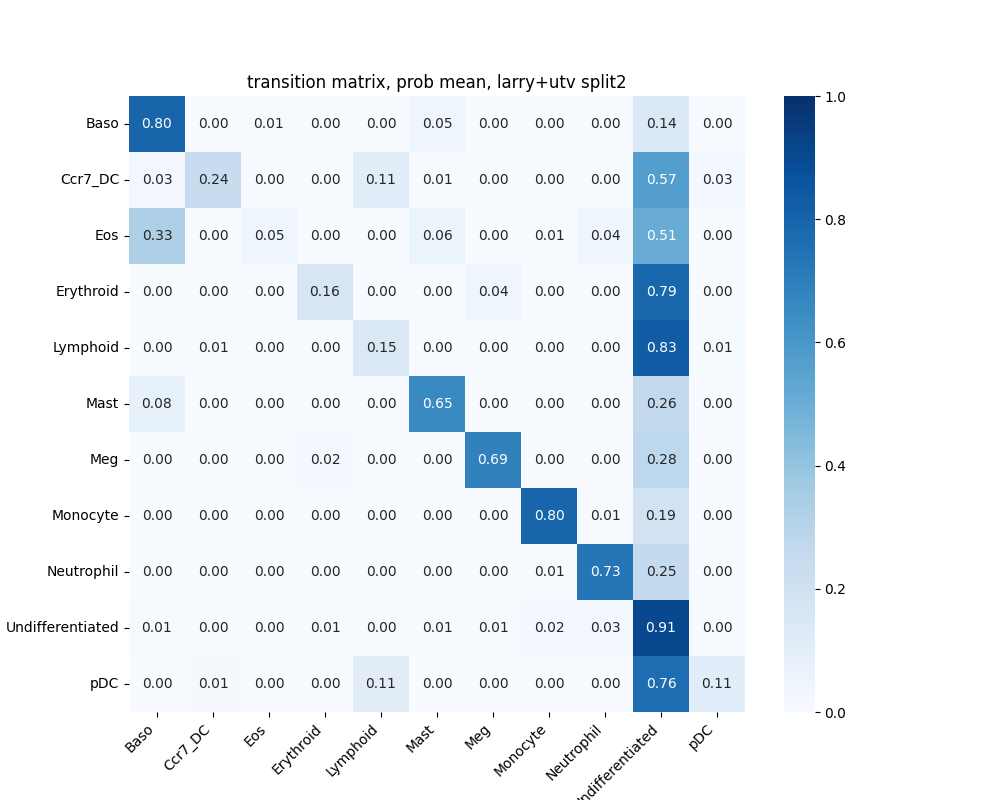 transition matrix, prob mean, larry+utv split2
Baso 0.80 0.00 0.01 0.00 0.00 0.05 0.00 0.00 0.00 0.14 0.00
Ccr7_DC 0.03 0.24 0.00 0.00 0.11 0.01 0.00 0.00 0.00 0.57 0.03
Eos 0.33 0.00 0.05 0.00 0.00 0.06 0.00 0.01 0.04 0.51 0.00
Erythroid 0.00 0.00 0.00 0.16 0.00 0.00 0.04 0.00 0.00 0.79 0.00
Lymphoid 0.00 0.01 0.00 0.00 0.15 0.00 0.00 0.00 0.00 0.83 0.01
Mast 0.08 0.00 0.00 0.00 0.00 0.65 0.00 0.00 0.00 0.26 0.00
Meg 0.00 0.00 0.00 0.02 0.00 0.00 0.69 0.00 0.00 0.28 0.00
Monocyte 0.00 0.00 0.00 0.00 0.00 0.00 0.00 0.80 0.01 0.19 0.00
Neutrophil 0.00 0.00 0.00 0.00 0.00 0.00 0.00 0.01 0.73 0.25 0.00
Undifferentiated 0.01 0.00 0.00 0.01 0.00 0.01 0.01 0.02 0.03 0.91 0.00
pDC 0.00 0.01 0.00 0.00 0.11 0.00 0.00 0.00 0.00 0.76 0.11
Baso Ccr7_DC Eos Erythroid Lymphoid Mast Meg Monocyte Neutrophil ndifferentiated pDC
1.0
0.8
0.6
0.4
0.2
0.0